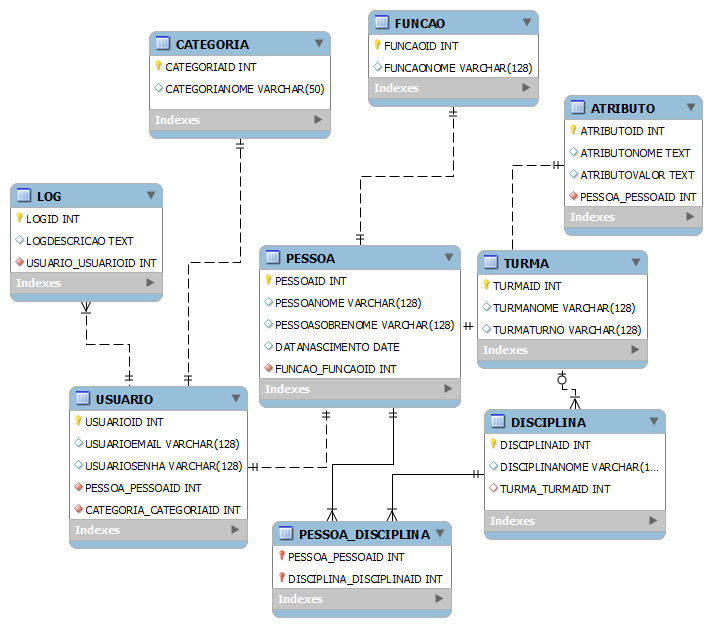 FUNCAO
FUNCAOID INT
FUNCAONOME VARCHAR(128)
Indexes
CATEGORIA
CATEGORIAID INT
CATEGORIANOME VARCHAR(50)
Indexes
ATRIBUTO
ATRIBUTOID INT
ATRIBUTONOME TEXT
ATRIBUTOVALOR TEXT
PESSOA_PESSOAID INT
Indexes
LOG
LOGID INT
LOGDESCRICAO TEXT
USUARIO_USUARIOID INT
Indexes
PESSOA
PESSOAID INT
PESSOANOME VARCHAR(128)
PESSOASOBRENOME VARCHAR(128)
DATANASCIMENTO DATE
FUNCAO_FUNCAOID INT
Indexes
TURMA
TURMAID INT
TURMANOME VARCHAR(128)
TURMATURNO VARCHAR(128)
Indexes
USUARIO
USUARIOID INT
USUARIOEMAIL VARCHAR(128)
USUARIOSENHA VARCHAR(128)
PESSOA_PESSOAID INT
CATEGORIA_CATEGORIAID INT
Indexes
DISCIPLINA
DISCIPLINAID INT
DISCIPLINANOME VARCHAR(1...
TURMA_TURMAID INT
Indexes
PESSOA_DISCIPLINA
PESSOA_PESSOAID INT
DISCIPLINA_DISCIPLINAID INT
Indexes